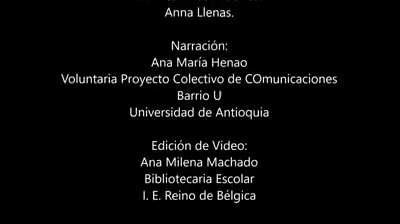 Anna Llenas.
Narración:
Ana María Henao
Voluntaria Proyecto Colectivo de COmunicaciones
Barrio U
Universidad de Antioquia
Edición de Video:
Ana Milena Machado
Bibliotecaria Escolar
I. E. Reino de Bélgica